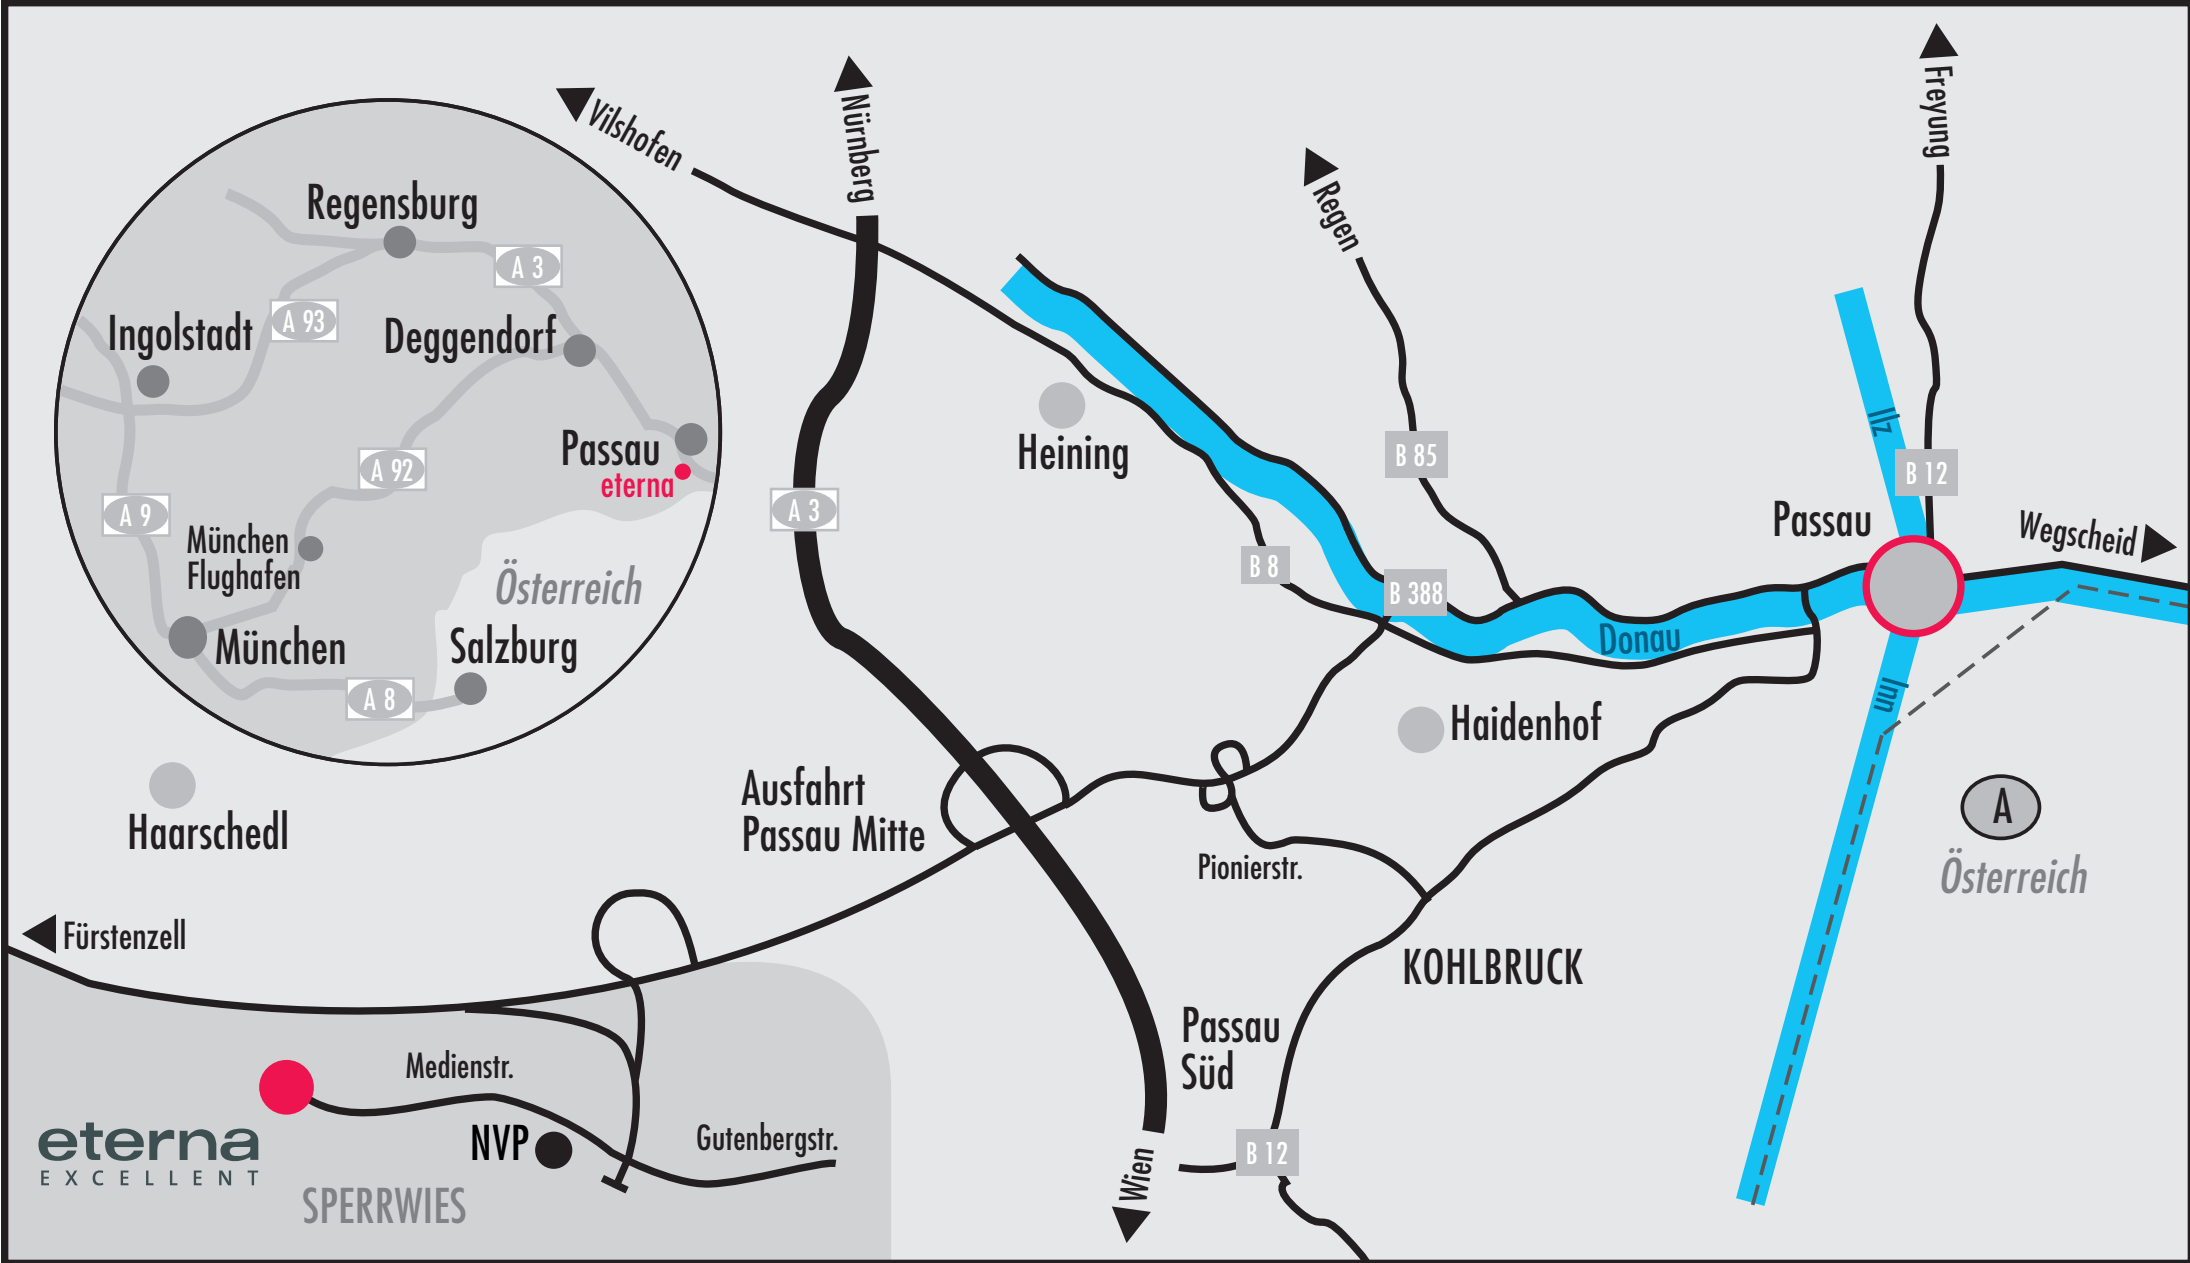 Vilshofen
Nürnberg
Regen
Freyung
Regensburg
A 3
A 93
Ingolstadt
Deggendorf
Passau
eterna
A 92
A 9
München
Flughafen
Österreich
München
Salzburg
A 8
Heining
A 3
B 85
B 8
B 388
Ilz
B 12
Passau
Wegscheid
Donau
Inn
Haidenhof
Haarschedl
Ausfahrt
Passau Mitte
Pionierstr.
A
Österreich
Fürstenzell
KOHLBRUCK
Passau
Süd
Medienstr.
NVP
Gutenbergstr.
eterna
EXCELLENT
SPERRWIES
Wien
B 12